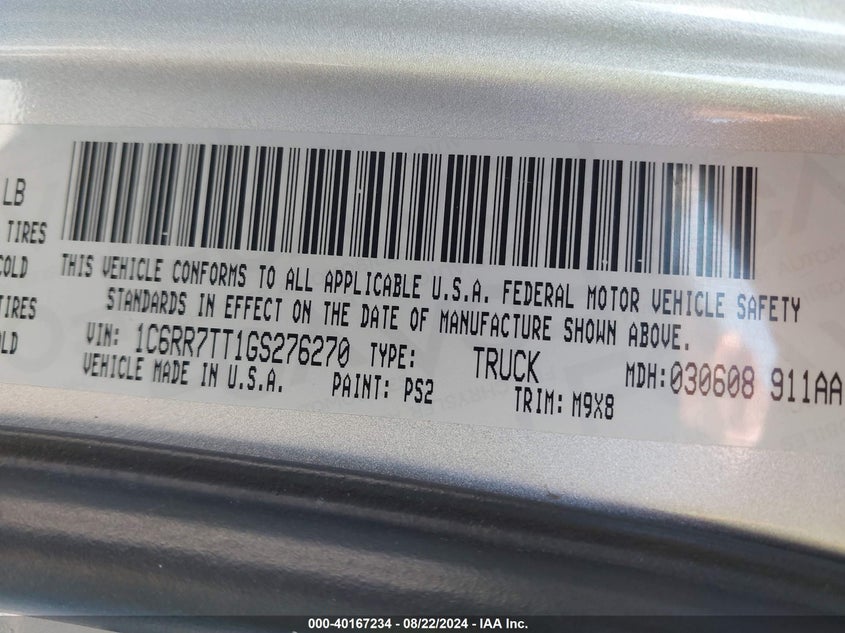 LB
TIRES
COLD
TIRES
OLD
THIS VEHICLE CONFORMS TO ALL APPLICABLE U.S.A. FEDERAL MOTOR VEHICLE SAFETY
STANDARDS IN EFFECT ON THE DATE OF MANUFACTURE SHOWN ABOVE.
VIN: 1C6RR7TT1GS276270 TYPE: TRUCK MDH:030608 911AA
VEHICLE MADE IN U.S.A. PAINT: PS2 TRIM: M9X8
000-40167234 - 08/22/2024 - IAA Inc.